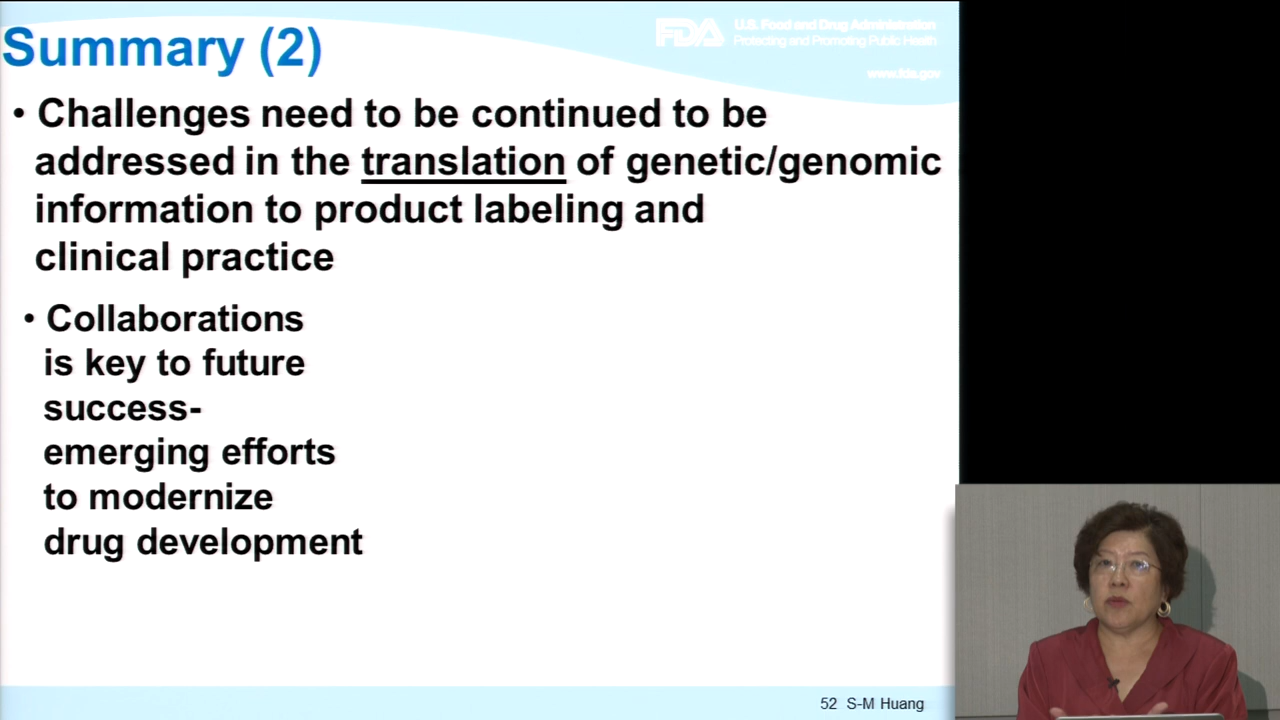 Summary (2)
FDA U.S. Food and Drug Administration
Protecting and Promoting Public Health
www.fda.gov
• Challenges need to be continued to be
addressed in the translation of genetic/genomic
information to product labeling and
clinical practice
• Collaborations
is key to future
success-
emerging efforts
to modernize
drug development
52 S-M Huang